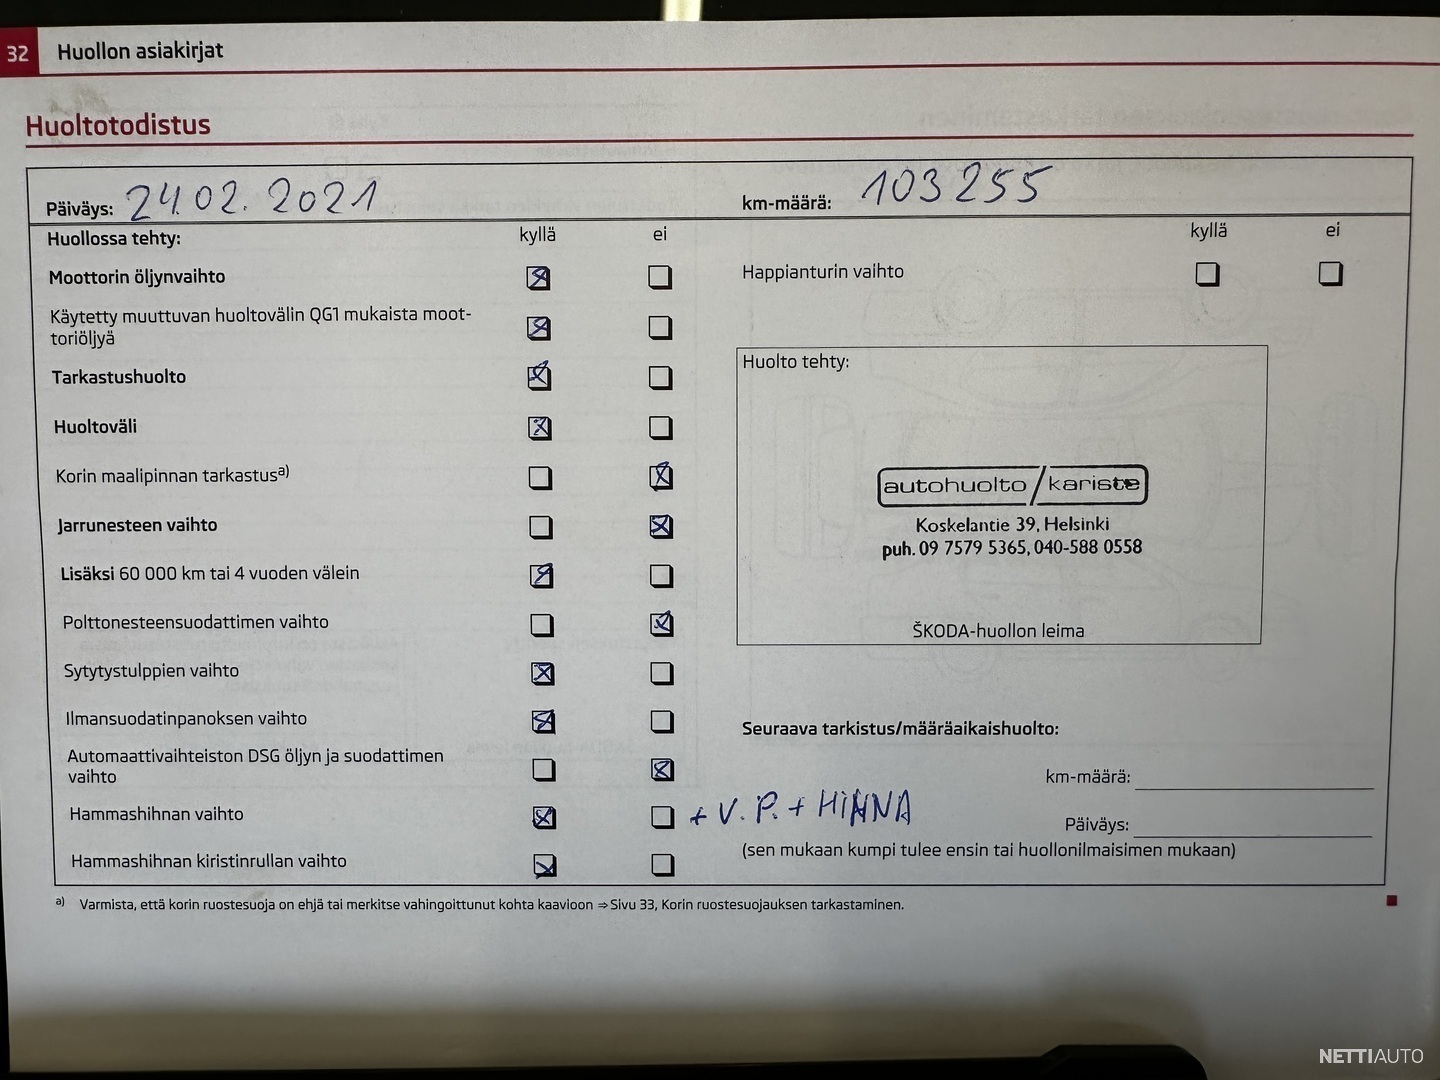 32 Huollon asiakirjat
Huoltotodistus
Päiväys: 24.02.2021
km-määrä: 103255
Huollossa tehty: kyllä ei
Moottorin öljynvaihto
Käytetty muuttuvan huoltovälin QG1 mukaista moot-
toriöljyä
Tarkastushuolto
Huoltoväli
Korin maalipinnan tarkastusa)
Jarrunesteen vaihto
Lisäksi 60 000 km tai 4 vuoden välein
Polttonesteensuodattimen vaihto
Sytytystulppien vaihto
Ilmansuodatinpanoksen vaihto
Automaattivaihteiston DSG öljyn ja suodattimen
vaihto
Hammashihnan vaihto
+ V.P. + HIHNA
Hammashihnan kiristinrullan vaihto
kyllä ei
Happianturin vaihto
Huolto tehty:
autohuolto/kariste
Koskelantie 39, Helsinki
puh. 09 7579 5365, 040-588 0558
ŠKODA-huollon leima
Seuraava tarkistus/määräaikaishuolto:
km-määrä:
Päiväys:
(sen mukaan kumpi tulee ensin tai huollonilmaisimen mukaan)
a) Varmista, että korin ruostesuoja on ehjä tai merkitse vahingoittunut kohta kaavioon ⇒ Sivu 33, Korin ruostesuojauksen tarkastaminen.
NETTIAUTO